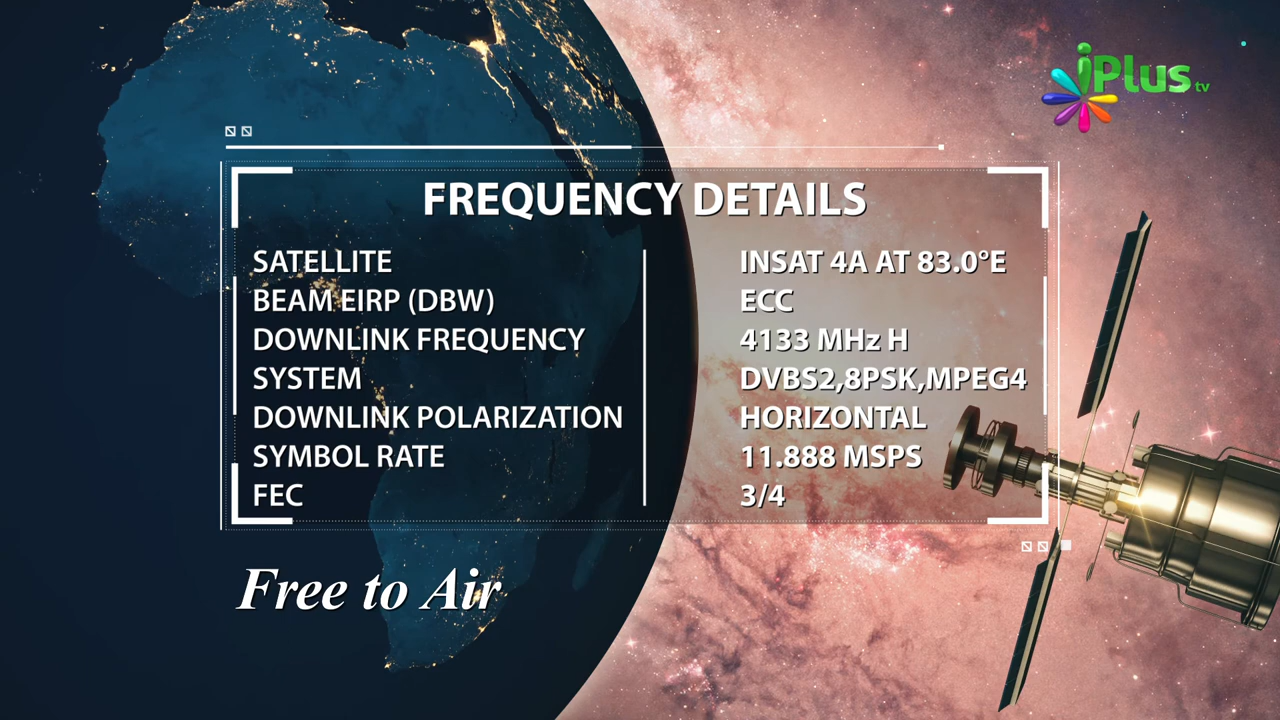 iPlus tv
FREQUENCY DETAILS
SATELLITE INSAT 4A AT 83.0°E
BEAM EIRP (DBW) ECC
DOWNLINK FREQUENCY 4133 MHz H
SYSTEM DVBS2,8PSK,MPEG4
DOWNLINK POLARIZATION HORIZONTAL
SYMBOL RATE 11.888 MSPS
FEC 3/4
Free to Air